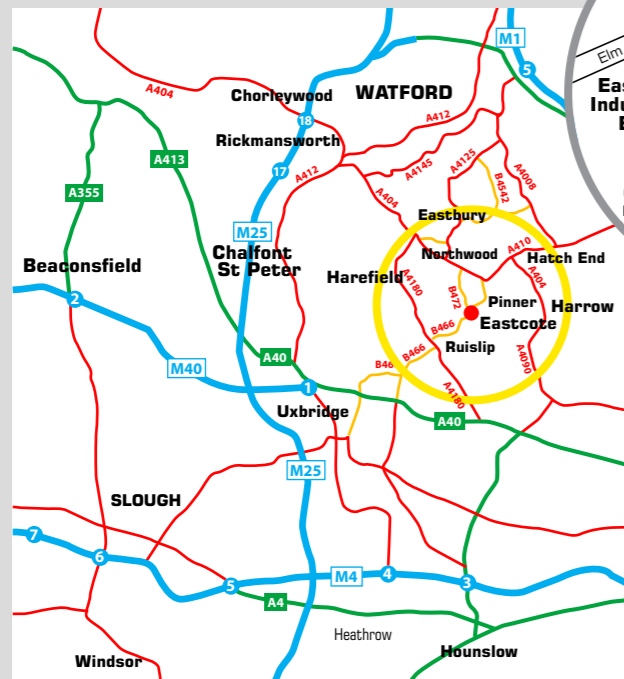 M1
5
Elm
A404
Chorleywood
WATFORD
18
A412
Rickmansworth
A413
17
A412
A4145
A4125
B4542
A4008
A355
A404
Eastbury
M25
Chalfont
St Peter
Northwood
A410
Hatch End
Beaconsfield
Harefield
A4180
B472
A404
2
Pinner
Harrow
Eastcote
B466
Ruislip
A40
B466
A4090
M40
1
A4180
Uxbridge
A40
M25
SLOUGH
7
6
5
M4
4
3
A4
Heathrow
Windsor
Hounslow